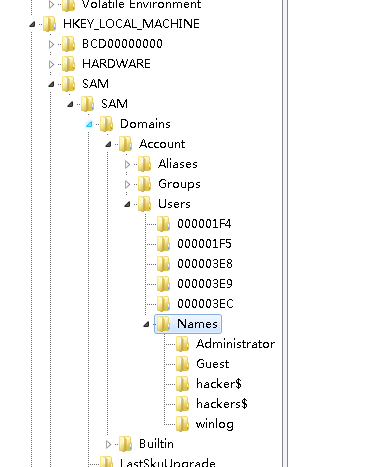 Volatile Environment
HKEY_LOCAL_MACHINE
BCD00000000
HARDWARE
SAM
SAM
Domains
Account
Aliases
Groups
Users
000001F4
000001F5
000003E8
000003E9
000003EC
Names
Administrator
Guest
hacker$
hackers$
winlog
Builtin
LastSkuUpgrade